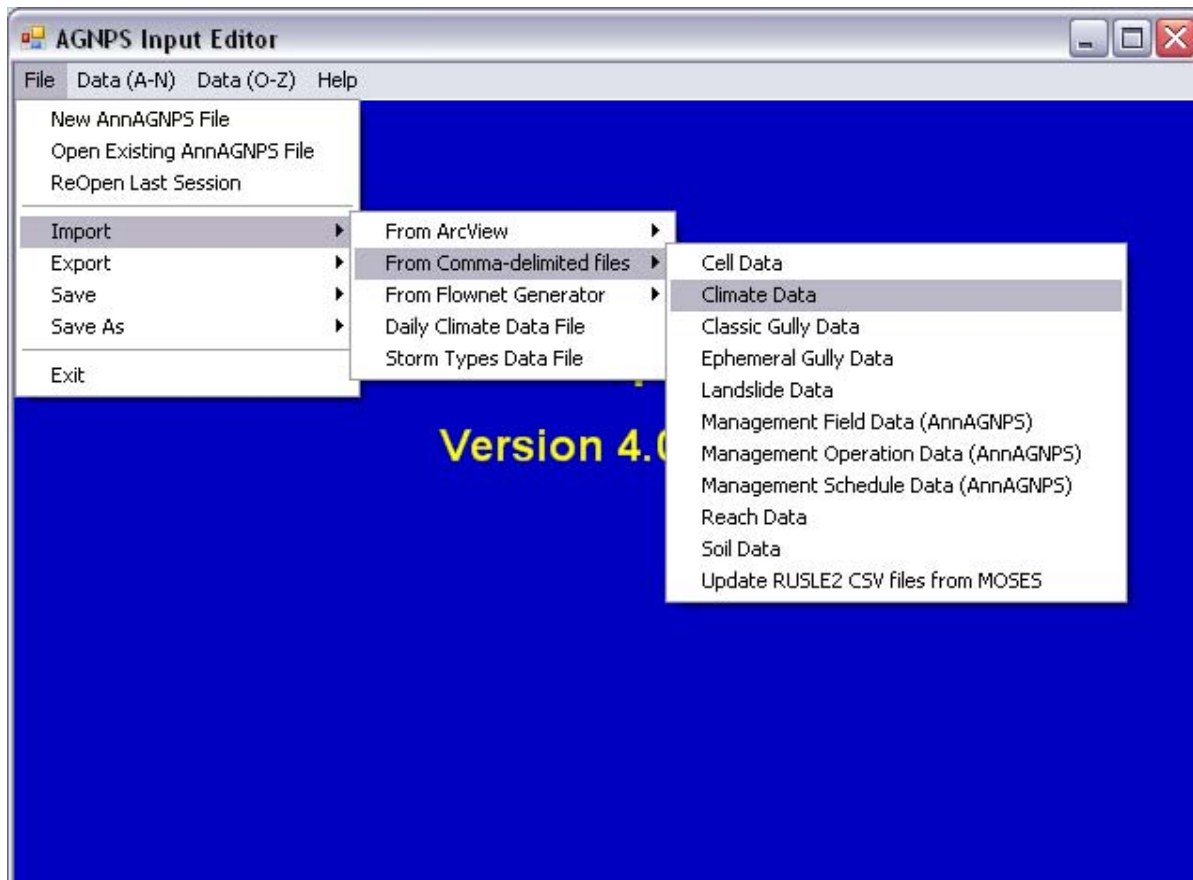 AGNPS Input Editor
File Data (A-N) Data (O-Z) Help
New AnnAGNPS File
Open Existing AnnAGNPS File
ReOpen Last Session
Import
Export
Save
Save As
Exit
From ArcView
From Comma-delimited files
From Flownet Generator
Daily Climate Data File
Storm Types Data File
Cell Data
Climate Data
Classic Gully Data
Ephemeral Gully Data
Landslide Data
Management Field Data (AnnAGNPS)
Management Operation Data (AnnAGNPS)
Management Schedule Data (AnnAGNPS)
Reach Data
Soil Data
Update RUSLE2 CSV files from MOSES
Version 4.0